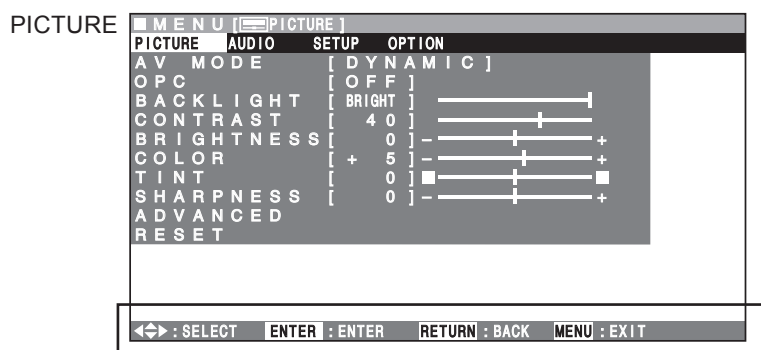 PICTURE
■ MENU [PICTURE]
PICTURE AUDIO SETUP OPTION
AV MODE [DYNAMIC]
OPC [OFF]
BACKLIGHT [BRIGHT]
CONTRAST [40]
BRIGHTNESS [0] - +
COLOR [+ 5] - +
TINT [0]
SHARPNESS [0] - +
ADVANCED
RESET
: SELECT ENTER : ENTER RETURN : BACK MENU : EXIT